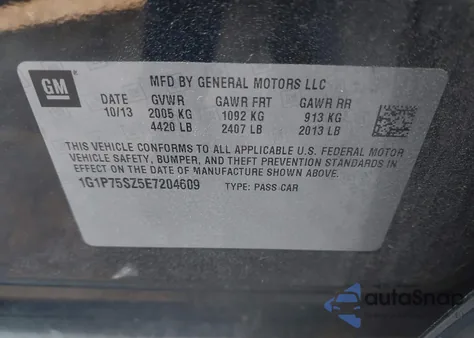 GM
MFD BY GENERAL MOTORS LLC
DATE GVWR GAWR FRT GAWR RR
10/13 2005 KG 1092 KG 913 KG
4420 LB 2407 LB 2013 LB
THIS VEHICLE CONFORMS TO ALL APPLICABLE U.S. FEDERAL MOTOR
VEHICLE SAFETY, BUMPER, AND THEFT PREVENTION STANDARDS IN
EFFECT ON THE DATE OF MANUFACTURE SHOWN ABOVE.
1G1P75SZ5E7204609 TYPE: PASS CAR
autoSnap